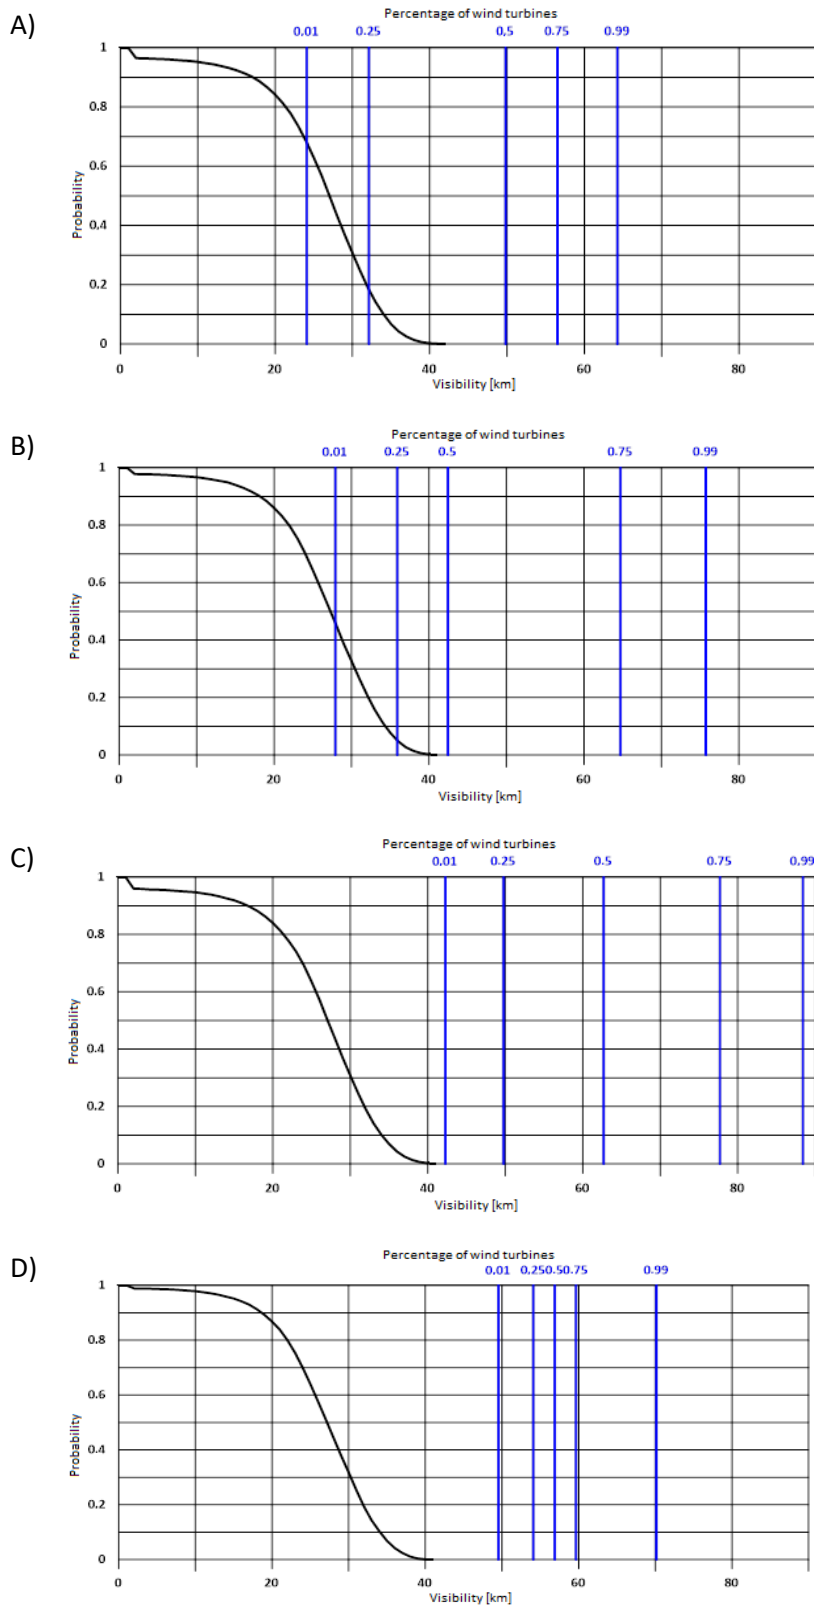 A)
Percentage of wind turbines
0.01 0.25 0,5 0.75 0.99
1
0.8
0.6
0.4
0.2
0
Probability
0 20 40 60 80
Visibility [km]
B)
Percentage of wind turbines
0.01 0.25 0.5 0.75 0.99
1
0.8
0.6
0.4
0.2
0
Probability
0 20 40 60 80
Visibility [km]
C)
Percentage of wind turbines
0.01 0.25 0.5 0.75 0,99
1
0.8
0.6
0.4
0.2
0
Probability
0 20 40 60 80
Visibility [km]
D)
Percentage of wind turbines
0.01 0.25 0.5 0.75 0.99
1
0.8
0.6
0.4
0.2
0
Probability
0 20 40 60 80
Visibility [km]